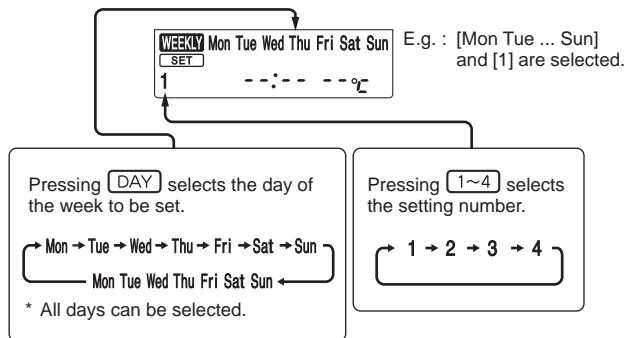 WEEKLY Mon Tue Wed Thu Fri Sat Sun
SET
1 --:-- --°C
E.g. : [Mon Tue ... Sun]
and [1] are selected.
Pressing DAY selects the day of
the week to be set.
Mon → Tue → Wed → Thu → Fri → Sat → Sun
Mon Tue Wed Thu Fri Sat Sun
* All days can be selected.
Pressing 1~4 selects
the setting number.
1 → 2 → 3 → 4